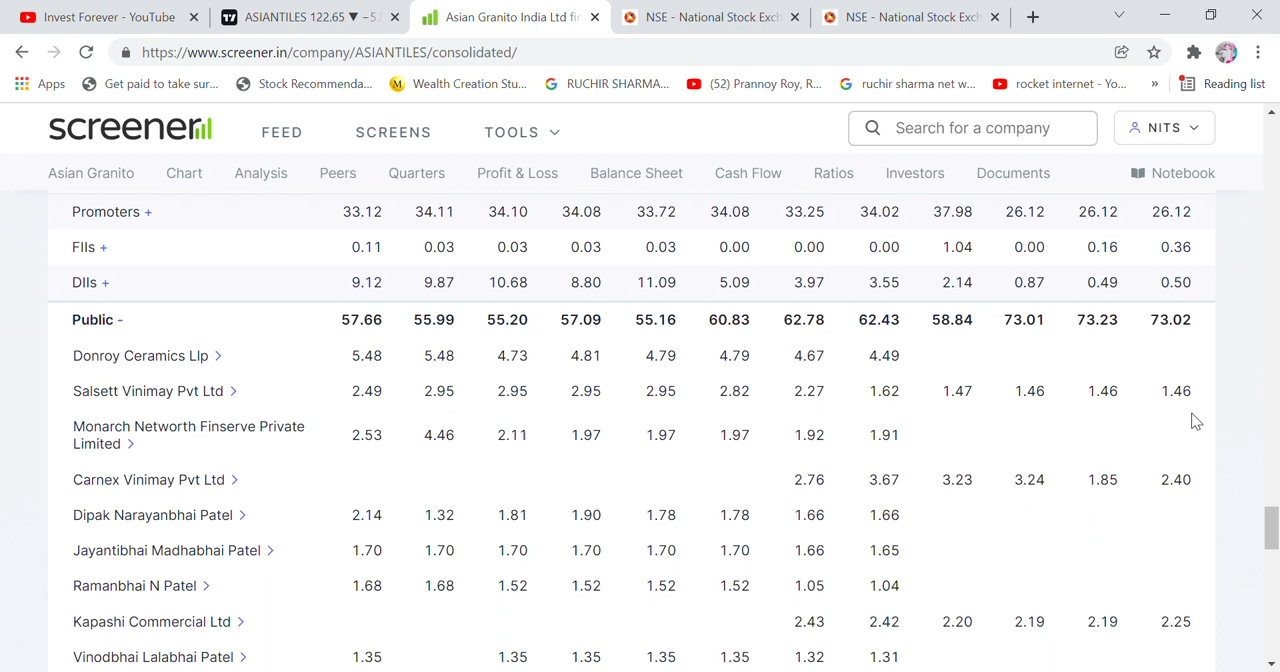 Invest Forever - YouTube
ASIANTILES 122.65 ▼ −5.
Asian Granito India Ltd fin
NSE - National Stock Exch
NSE - National Stock Exch
https://www.screener.in/company/ASIANTILES/consolidated/
Apps Get paid to take sur... Stock Recommenda... M Wealth Creation Stu... G RUCHIR SHARMA... (52) Prannoy Roy, R... G ruchir sharma net w... rocket internet - Yo... » Reading list
screener FEED SCREENS TOOLS Search for a company NITS
Asian Granito Chart Analysis Peers Quarters Profit & Loss Balance Sheet Cash Flow Ratios Investors Documents Notebook
Promoters + 33.12 34.11 34.10 34.08 33.72 34.08 33.25 34.02 37.98 26.12 26.12 26.12
FIIs + 0.11 0.03 0.03 0.03 0.03 0.00 0.00 0.00 1.04 0.00 0.16 0.36
DIIs + 9.12 9.87 10.68 8.80 11.09 5.09 3.97 3.55 2.14 0.87 0.49 0.50
Public - 57.66 55.99 55.20 57.09 55.16 60.83 62.78 62.43 58.84 73.01 73.23 73.02
Donroy Ceramics Llp > 5.48 5.48 4.73 4.81 4.79 4.79 4.67 4.49
Salsett Vinimay Pvt Ltd > 2.49 2.95 2.95 2.95 2.95 2.82 2.27 1.62 1.47 1.46 1.46 1.46
Monarch Networth Finserve Private
Limited > 2.53 4.46 2.11 1.97 1.97 1.97 1.92 1.91
Carnex Vinimay Pvt Ltd > 2.76 3.67 3.23 3.24 1.85 2.40
Dipak Narayanbhai Patel > 2.14 1.32 1.81 1.90 1.78 1.78 1.66 1.66
Jayantibhai Madhabhai Patel > 1.70 1.70 1.70 1.70 1.70 1.70 1.66 1.65
Ramanbhai N Patel > 1.68 1.68 1.52 1.52 1.52 1.52 1.05 1.04
Kapashi Commercial Ltd > 2.43 2.42 2.20 2.19 2.19 2.25
Vinodbhai Lalabhai Patel > 1.35 1.35 1.35 1.35 1.35 1.32 1.31